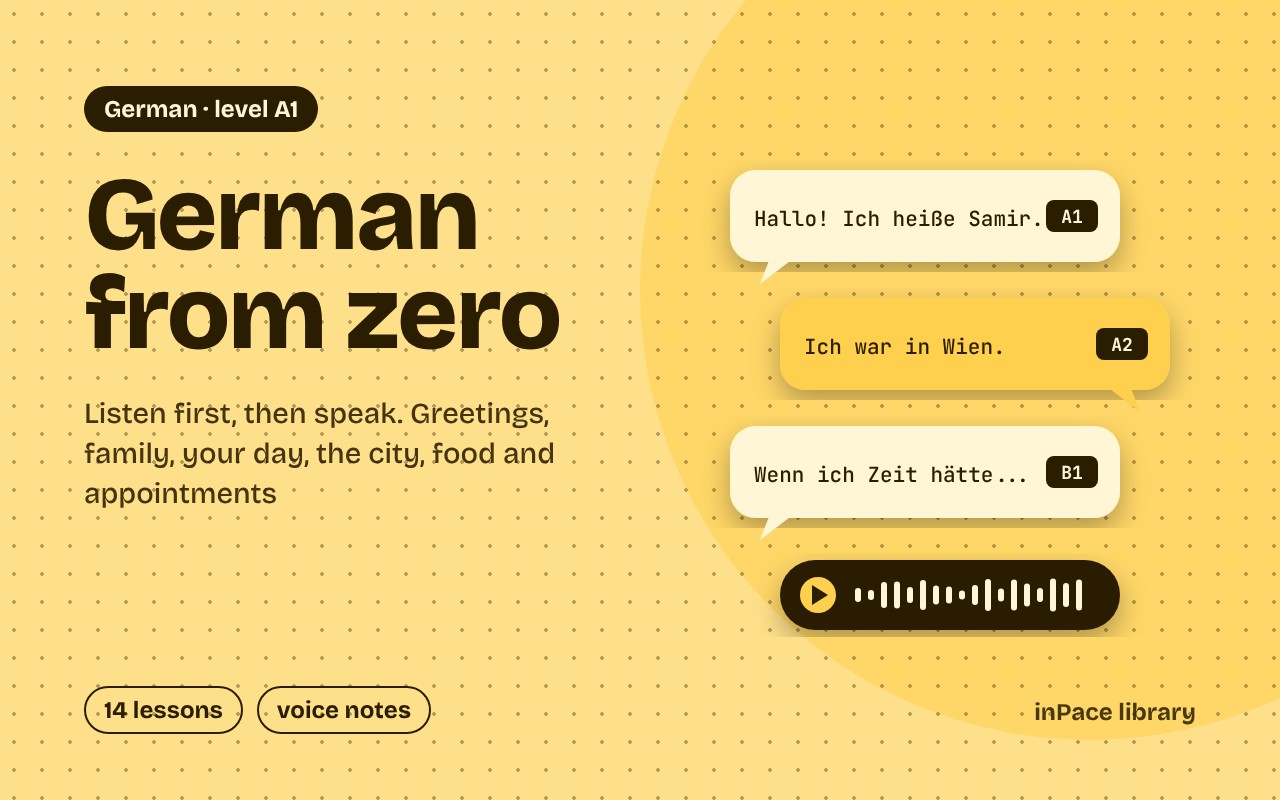 German · level A1
German
from zero
Listen first, then speak. Greetings,
family, your day, the city, food and
appointments
14 lessons
voice notes
Hallo! Ich heiße Samir.
A1
Ich war in Wien.
A2
Wenn ich Zeit hätte...
B1
inPace library